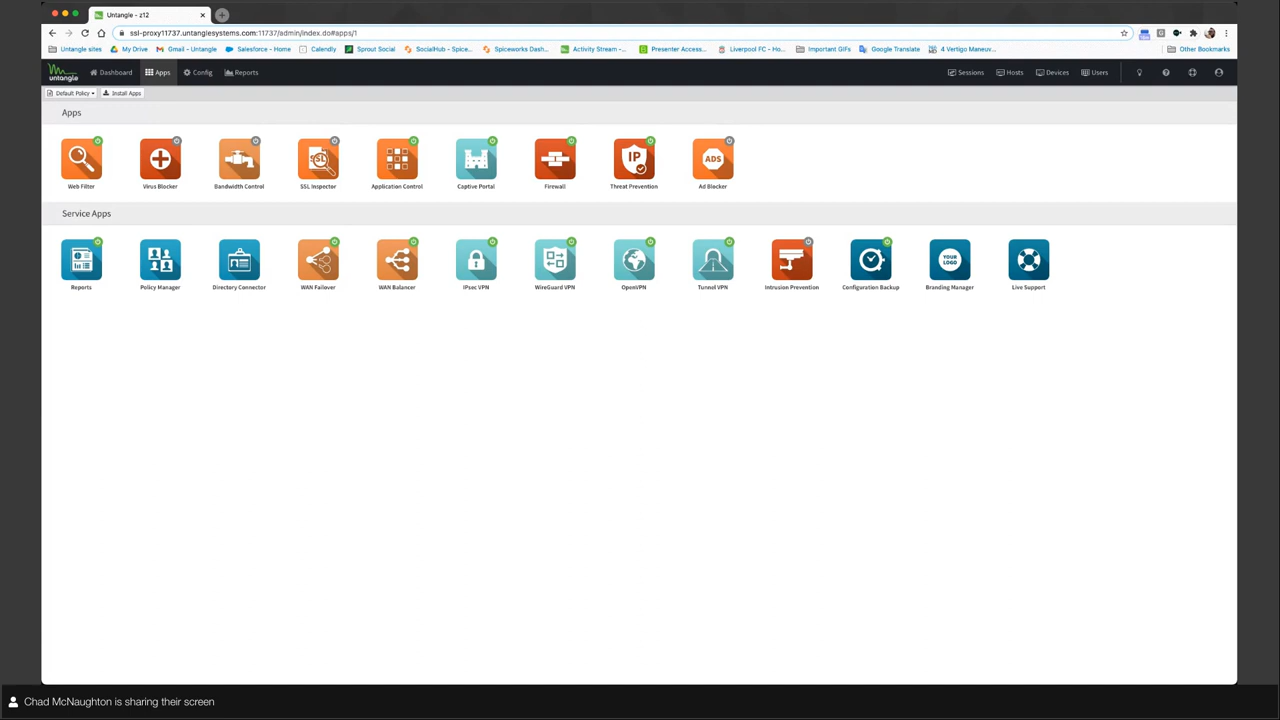 Untangle - z12
ssl-proxy11737.untanglesystems.com:11737/admin/index.do#apps/1
Untangle sites My Drive Gmail - Untangle Salesforce - Home Calendly Sprout Social SocialHub - Spice... Spiceworks Dash... Activity Stream -... Presenter Access... Liverpool FC - Ho... Important GIFs Google Translate 4 Vertigo Maneuv... Other Bookmarks
untangle Dashboard Apps Config Reports Sessions Hosts Devices Users
Default Policy Install Apps
Apps
SSL IP ADS
Web Filter Virus Blocker Bandwidth Control SSL Inspector Application Control Captive Portal Firewall Threat Prevention Ad Blocker
Service Apps
YOUR
LOGO
Reports Policy Manager Directory Connector WAN Failover WAN Balancer IPsec VPN WireGuard VPN OpenVPN Tunnel VPN Intrusion Prevention Configuration Backup Branding Manager Live Support
Chad McNaughton is sharing their screen